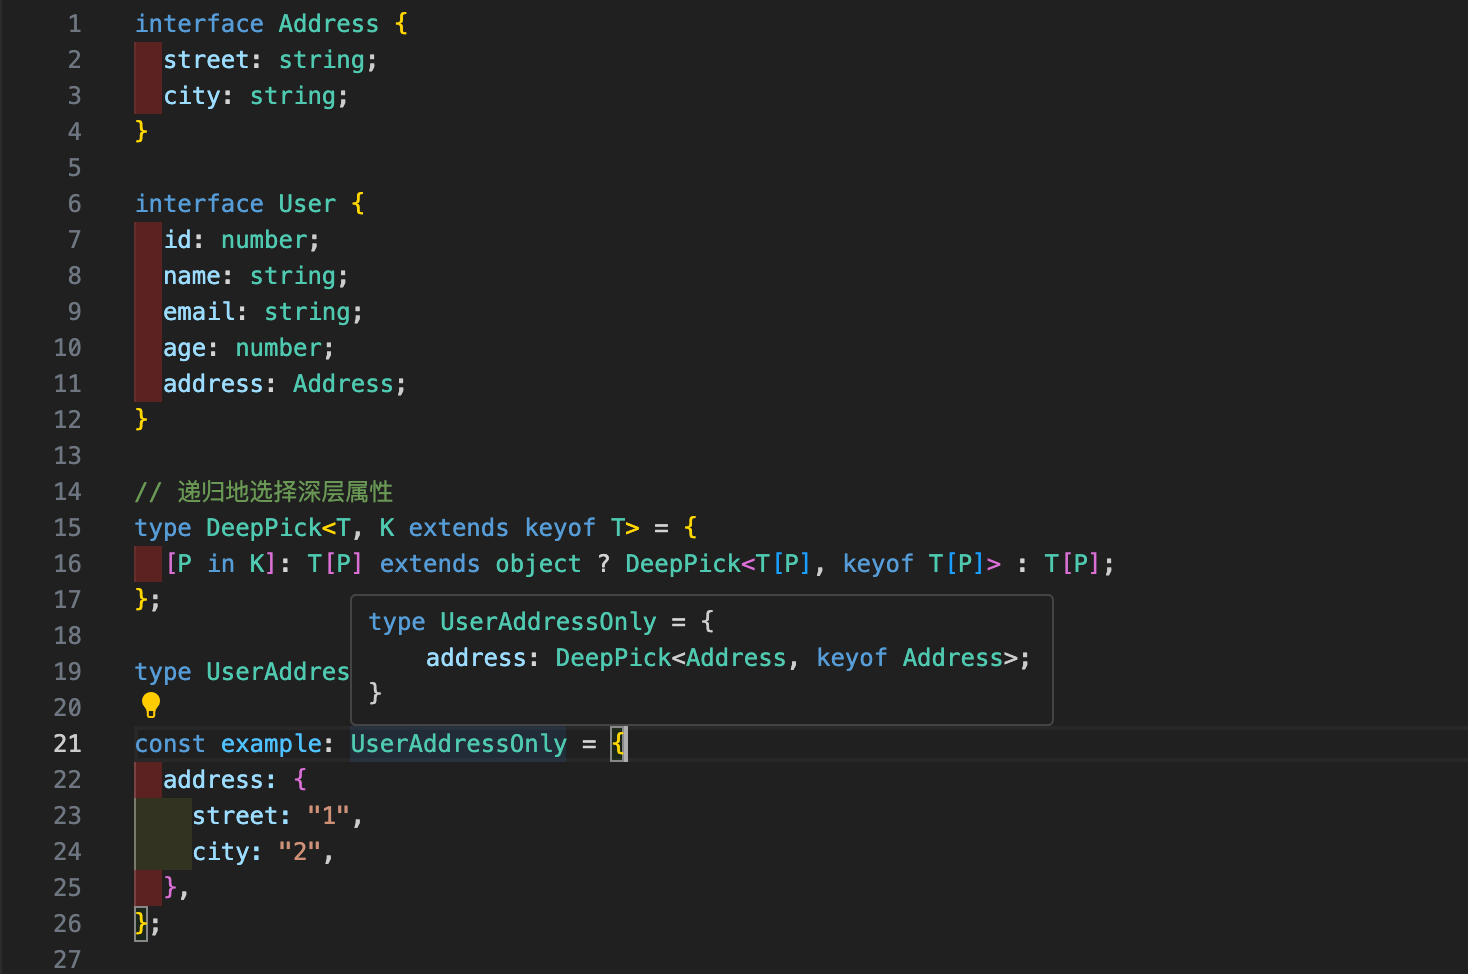 1 interface Address {
2 street: string;
3 city: string;
4 }
5
6 interface User {
7 id: number;
8 name: string;
9 email: string;
10 age: number;
11 address: Address;
12 }
13
14 // 递归地选择深层属性
15 type DeepPick<T, K extends keyof T> = {
16 [P in K]: T[P] extends object ? DeepPick<T[P], keyof T[P]> : T[P];
17 };
18
type UserAddressOnly = {
address: DeepPick<Address, keyof Address>;
}
19 type UserAddres
20
21 const example: UserAddressOnly = {
22 address: {
23 street: "1",
24 city: "2",
25 },
26 };
27